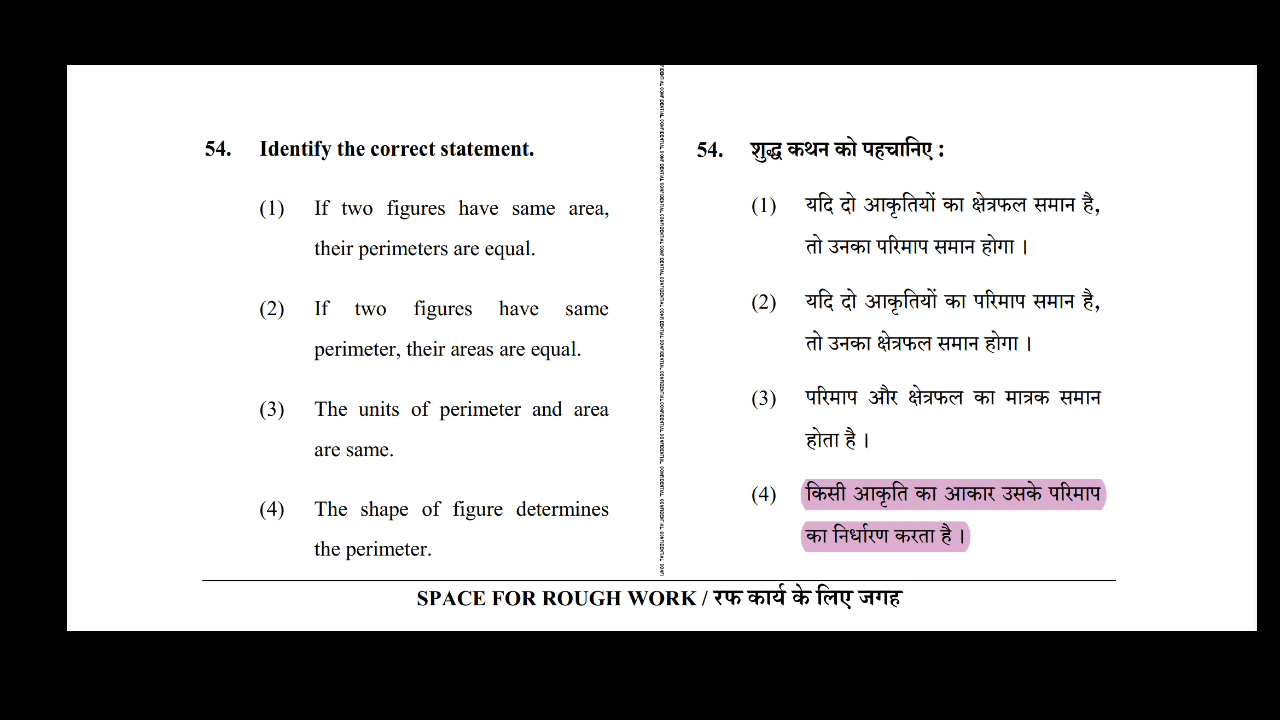 54. Identify the correct statement.
(1) If two figures have same area,
their perimeters are equal.
(2) If two figures have same
perimeter, their areas are equal.
(3) The units of perimeter and area
are same.
(4) The shape of figure determines
the perimeter.
54. शुद्ध कथन को पहचानिए :
(1) यदि दो आकृतियों का क्षेत्रफल समान है,
तो उनका परिमाप समान होगा ।
(2) यदि दो आकृतियों का परिमाप समान है,
तो उनका क्षेत्रफल समान होगा ।
(3) परिमाप और क्षेत्रफल का मात्रक समान
होता है ।
(4) किसी आकृति का आकार उसके परिमाप
का निर्धारण करता है ।
SPACE FOR ROUGH WORK / रफ कार्य के लिए जगह